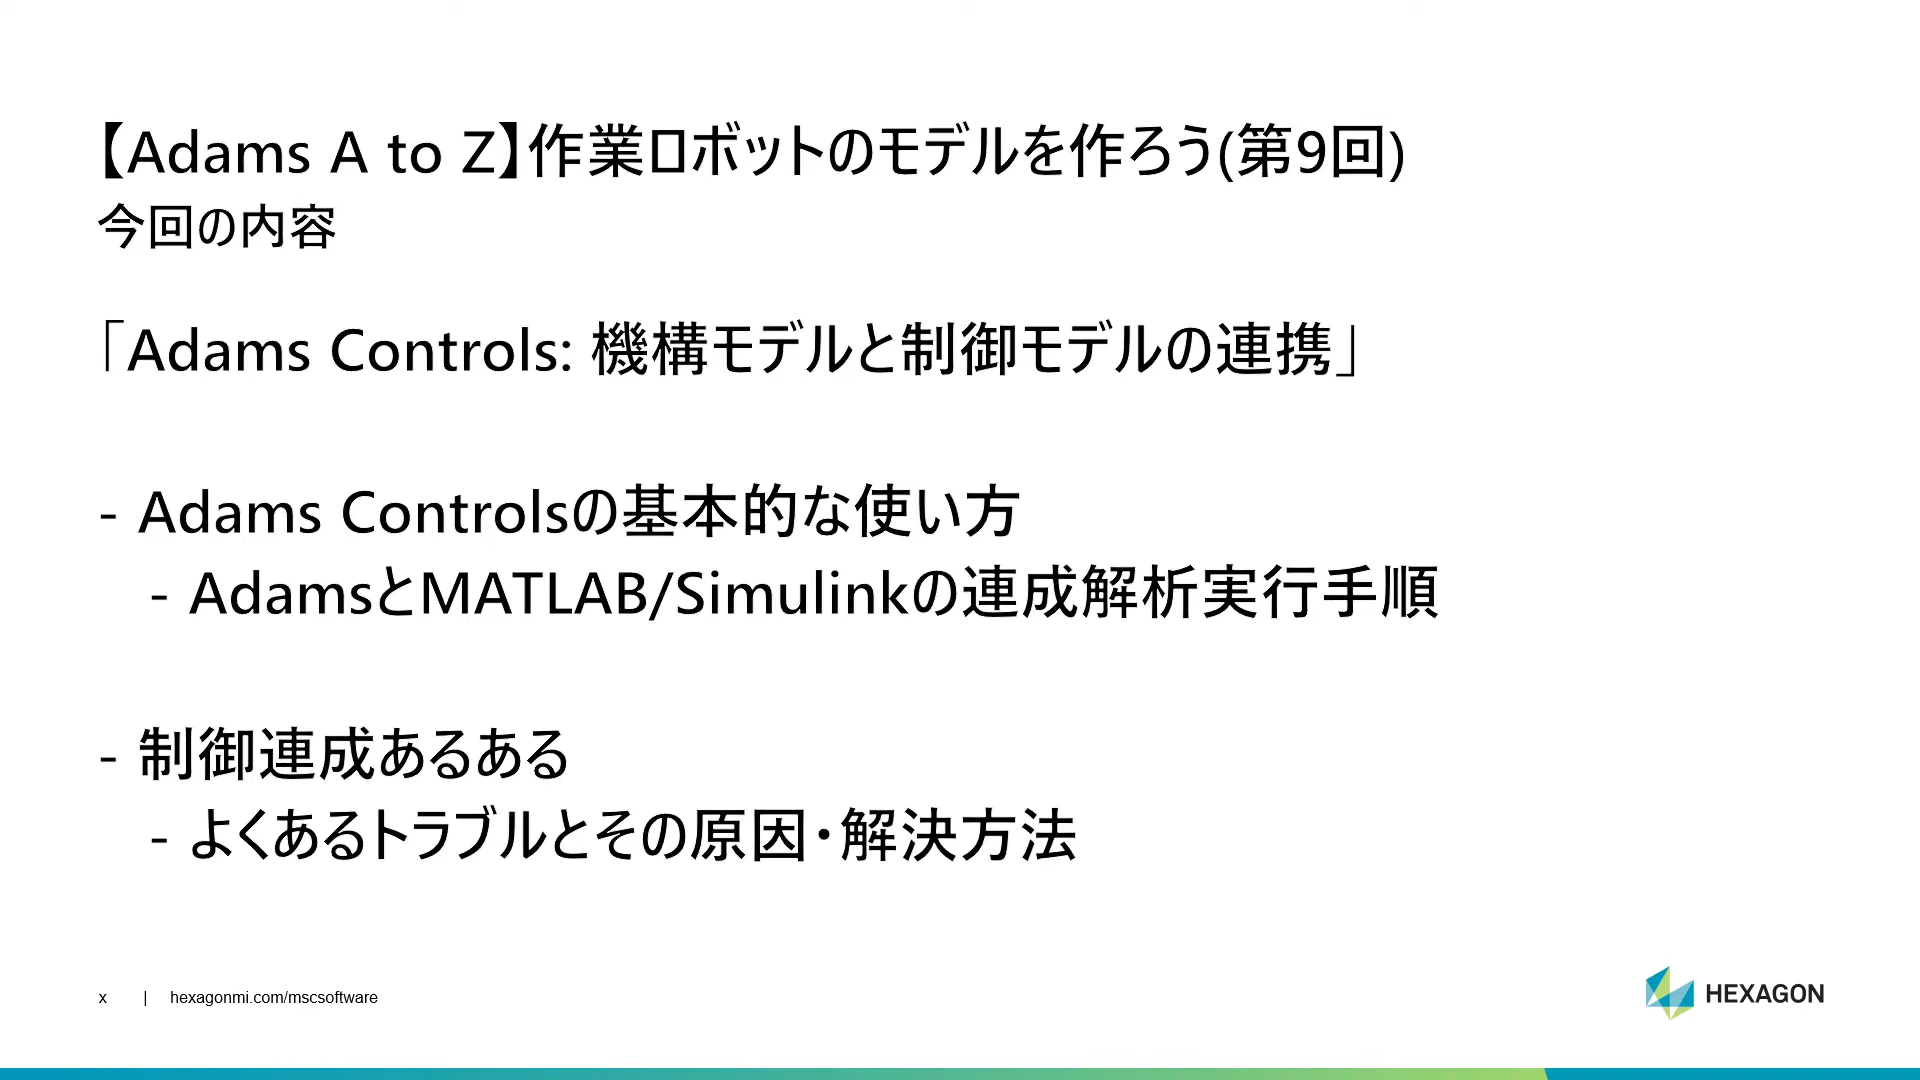 【Adams A to Z】作業ロボットのモデルを作ろう(第9回)
今回の内容
「Adams Controls: 機構モデルと制御モデルの連携」
- Adams Controlsの基本的な使い方
- AdamsとMATLAB/Simulinkの連成解析実行手順
- 制御連成あるある
- よくあるトラブルとその原因・解決方法
x | hexagonmi.com/mscsoftware
HEXAGON